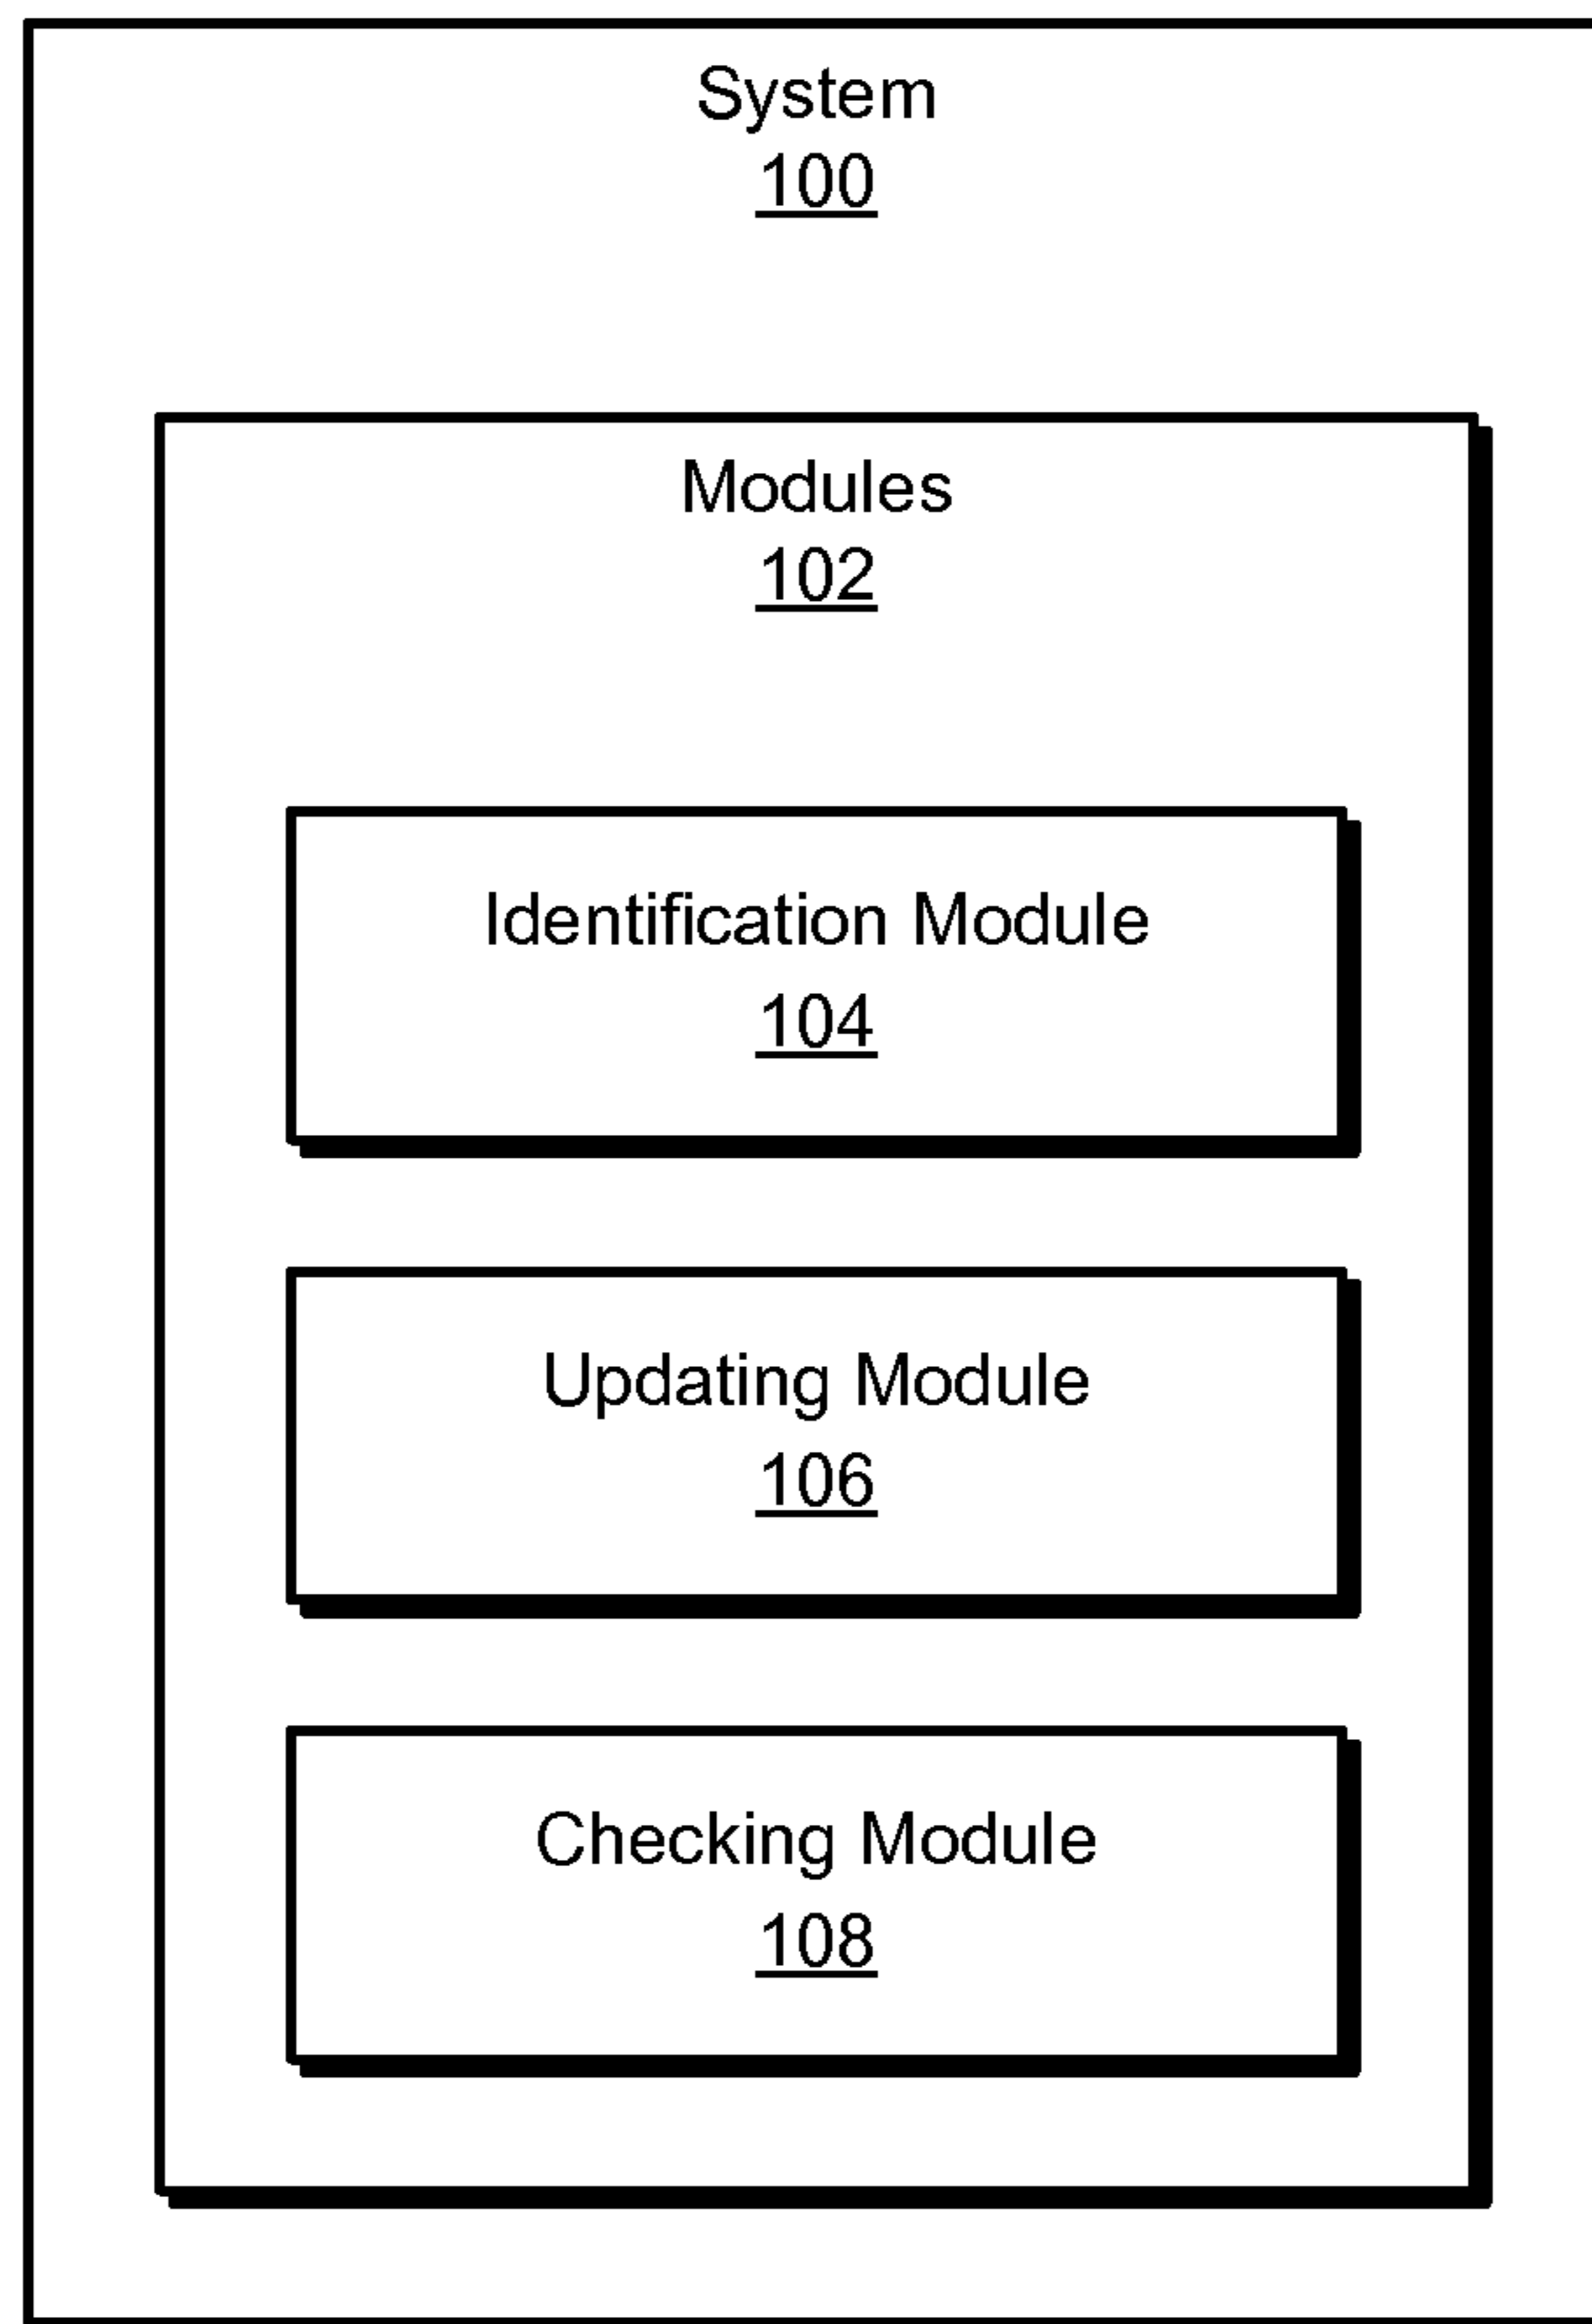 System
100
Modules
102
Identification Module
104
Updating Module
106
Checking Module
108